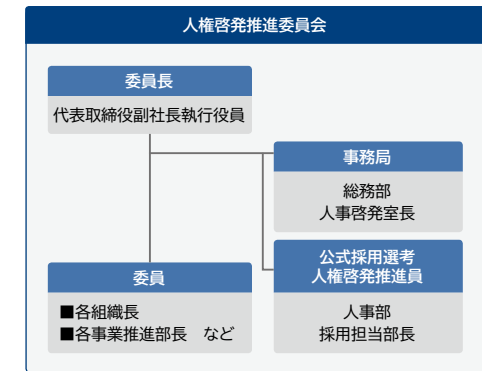 人権啓発推進委員会
委員長
代表取締役副社長執行役員
事務局
総務部
人事啓発室長
公正採用選考
人権啓発推進員
人事部
採用担当部長
委員
■各組織長
■各事業推進部長　など